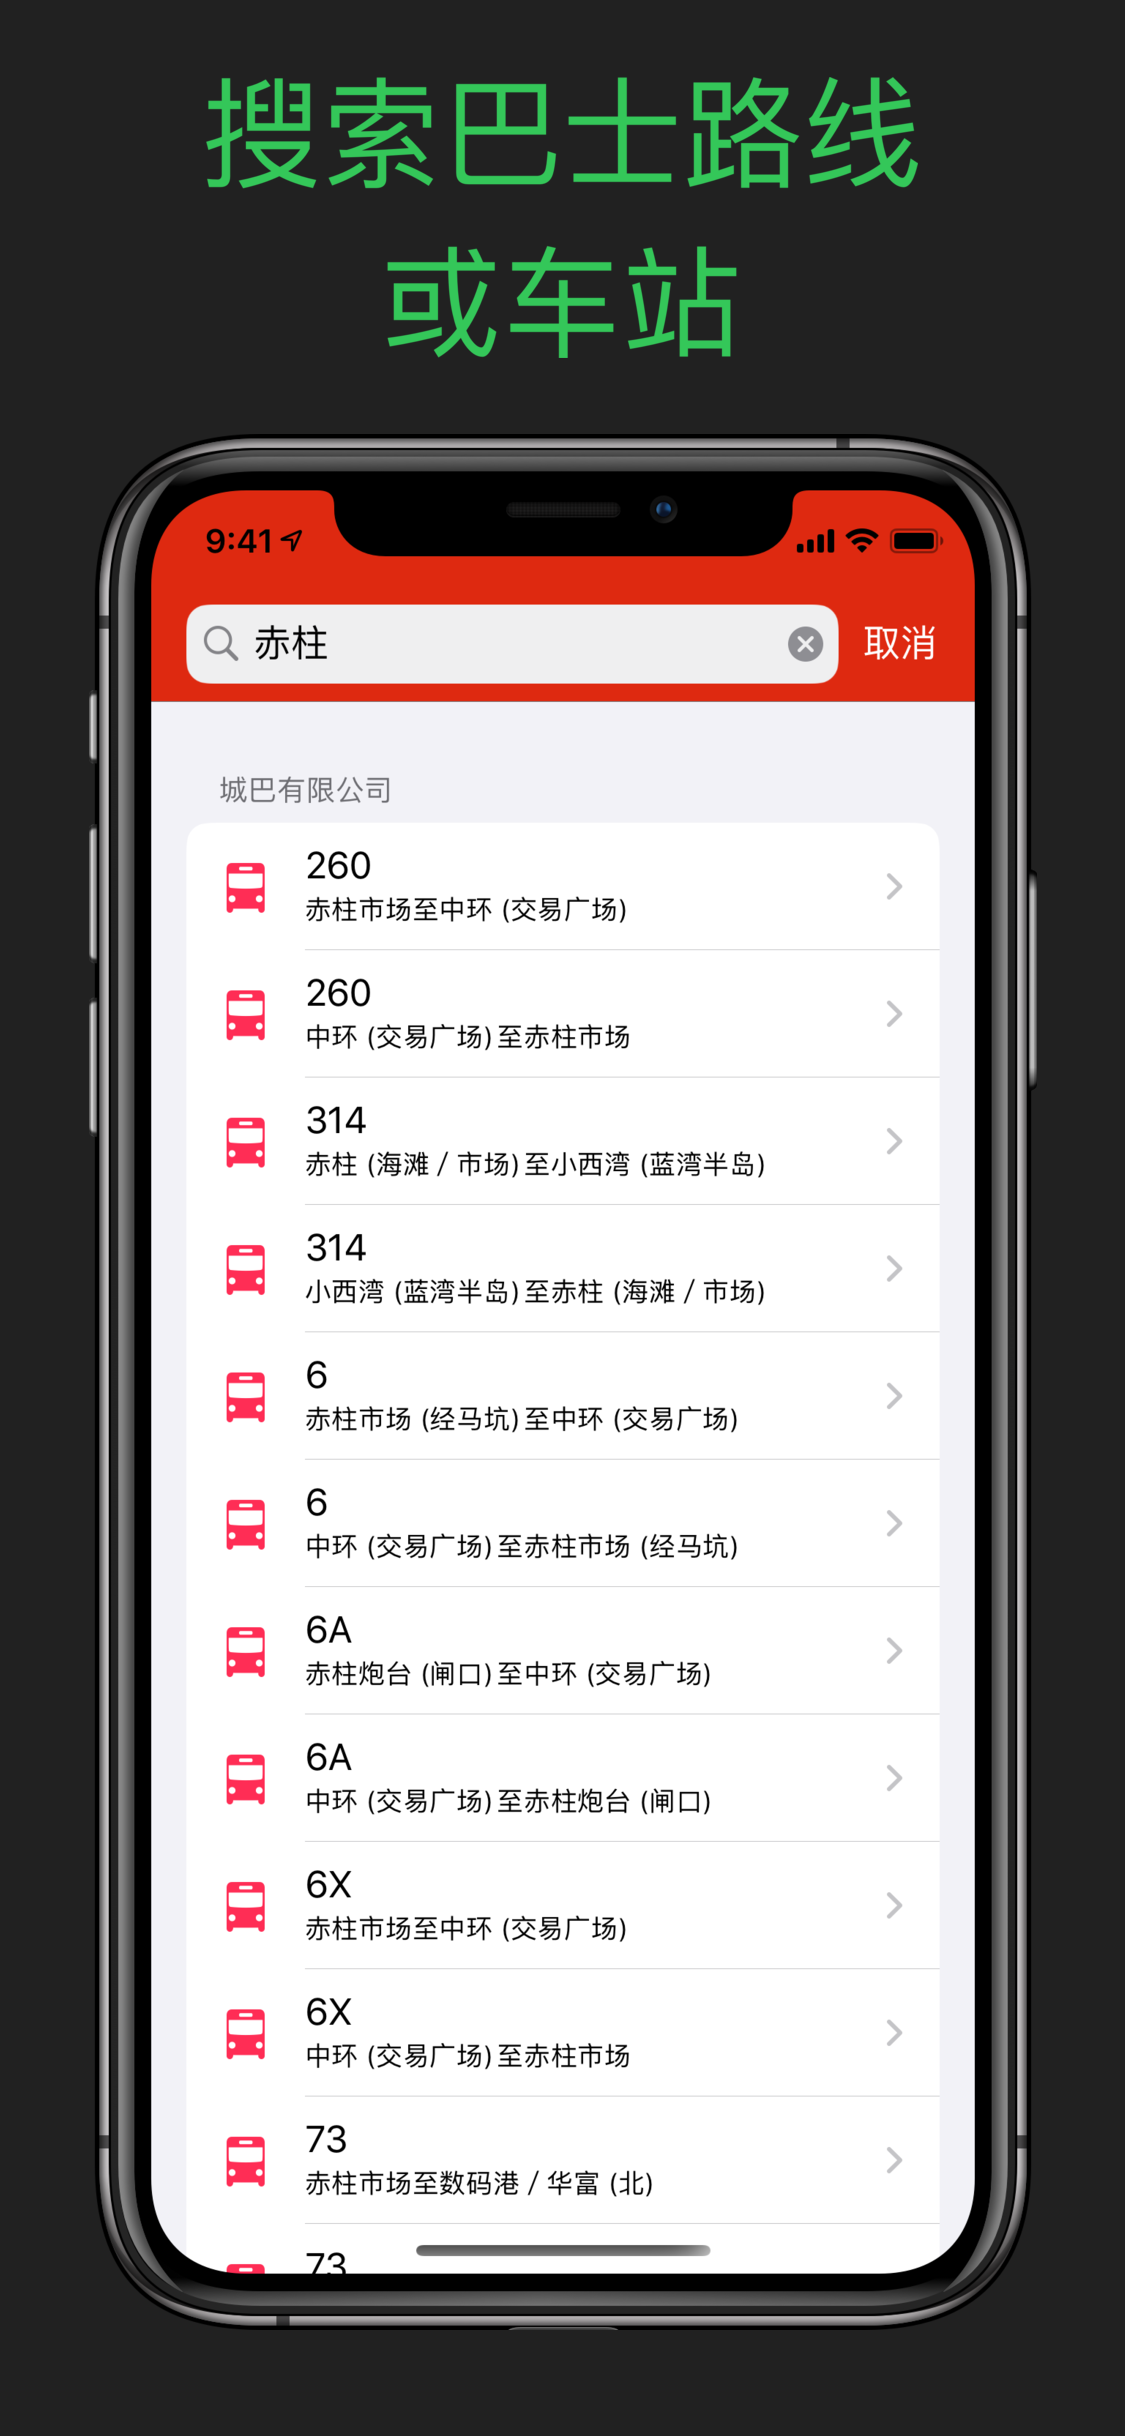 搜索巴士路线
或车站
9:41
赤柱
取消
城巴有限公司
260
赤柱市场至中环 (交易广场)
260
中环 (交易广场) 至赤柱市场
314
赤柱 (海滩 / 市场) 至小西湾 (蓝湾半岛)
314
小西湾 (蓝湾半岛) 至赤柱 (海滩 / 市场)
6
赤柱市场 (经马坑) 至中环 (交易广场)
6
中环 (交易广场) 至赤柱市场 (经马坑)
6A
赤柱炮台 (闸口) 至中环 (交易广场)
6A
中环 (交易广场) 至赤柱炮台 (闸口)
6X
赤柱市场至中环 (交易广场)
6X
中环 (交易广场) 至赤柱市场
73
赤柱市场至数码港 / 华富 (北)
73